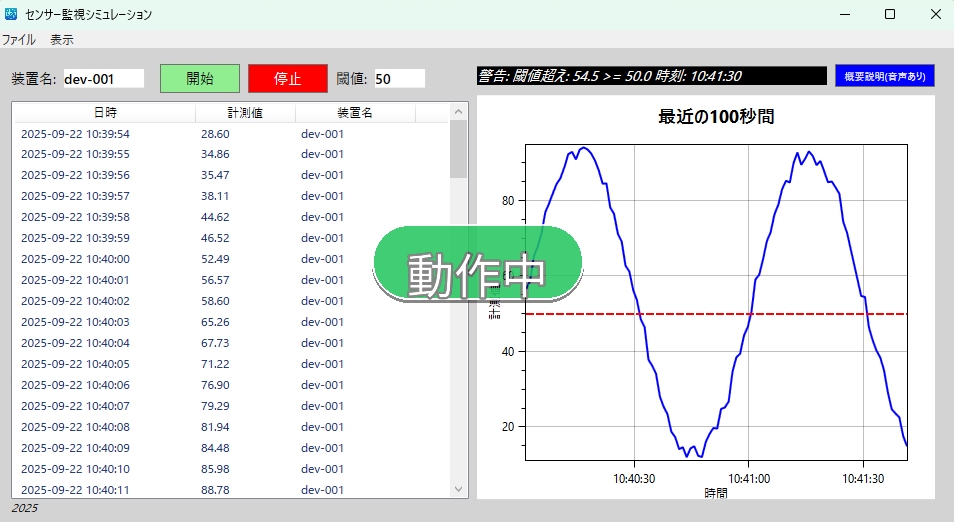 センサー監視シミュレーション
ファイル 表示
装置名: dev-001 開始 停止 閾値: 50
警告: 閾値超え: 54.5 >= 50.0 時刻: 10:41:30
概要説明(音声あり)
日時 計測値 装置名
2025-09-22 10:39:54 28.60 dev-001
2025-09-22 10:39:55 34.86 dev-001
2025-09-22 10:39:56 35.47 dev-001
2025-09-22 10:39:57 38.11 dev-001
2025-09-22 10:39:58 44.62 dev-001
2025-09-22 10:39:59 46.52 dev-001
2025-09-22 10:40:00 52.49 dev-001
2025-09-22 10:40:01 56.57 dev-001
2025-09-22 10:40:02 58.60 dev-001
2025-09-22 10:40:03 65.26 dev-001
2025-09-22 10:40:04 67.73 dev-001
2025-09-22 10:40:05 71.22 dev-001
2025-09-22 10:40:06 76.90 dev-001
2025-09-22 10:40:07 79.29 dev-001
2025-09-22 10:40:08 81.94 dev-001
2025-09-22 10:40:09 84.48 dev-001
2025-09-22 10:40:10 85.98 dev-001
2025-09-22 10:40:11 88.78 dev-001
動作中
最近の100秒間
80
40
20
10:40:30 10:41:00 10:41:30
時間
2025